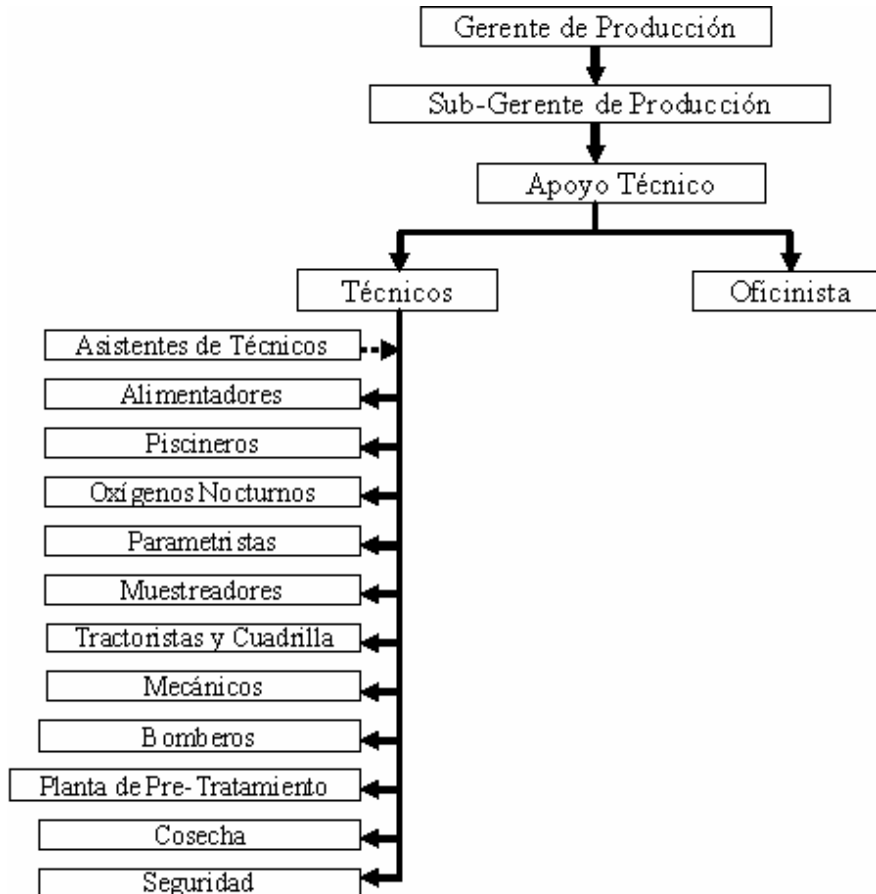 Gerente de Producción
Sub-Gerente de Producción
Apoyo Técnico
Técnicos
Oficinista
Asistentes de Técnicos
Alimentadores
Piscineros
Oxígenos Nocturnos
Parametristas
Muestreadores
Tractoristas y Cuadrilla
Mecánicos
Bomberos
Planta de Pre-Tratamiento
Cosecha
Seguridad